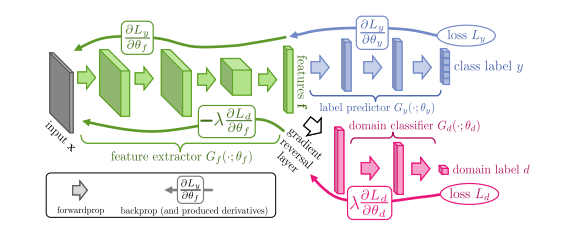 ∂L_y/∂θ_f
∂L_y/∂θ_y
loss L_y
input x
features f
class label y
label predictor G_y(·; θ_y)
−λ ∂L_d/∂θ_f
feature extractor G_f(·; θ_f)
gradient
reversal
layer
domain classifier G_d(·; θ_d)
domain label d
λ ∂L_d/∂θ_d
loss L_d
forwardprop
∂L_y/∂θ_f
backprop (and produced derivatives)